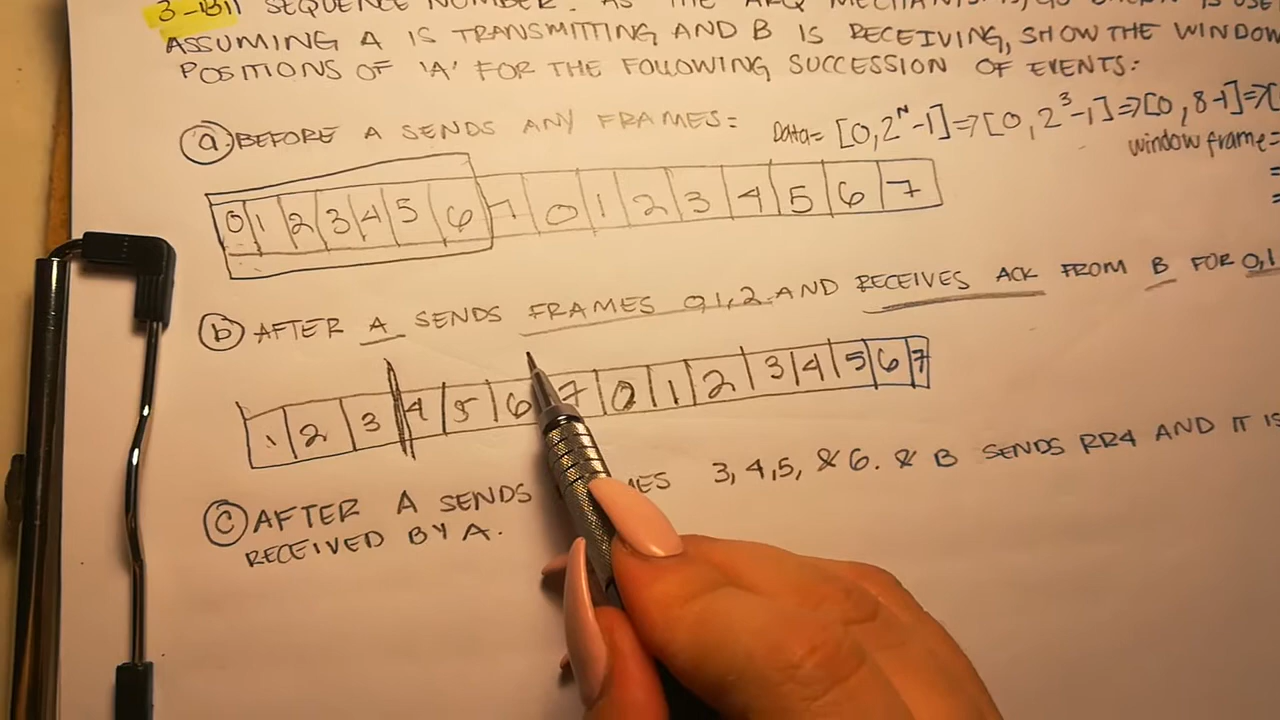 3-BIT SEQUENCE NUMBER. AS THE ARQ MECHANISM IS, GO
ASSUMING A IS TRANSMITTING AND B IS RECEIVING, SHOW THE WINDOW
POSITIONS OF 'A' FOR THE FOLLOWING SUCCESSION OF EVENTS:
(a) BEFORE A SENDS ANY FRAMES: Data= [0, 2^N -1] => [0, 2^3 -1] => [0, 8-1] => [
window frame=
0 1 2 3 4 5 6 7 0 1 2 3 4 5 6 7
(b) AFTER A SENDS FRAMES 0,1,2 AND RECEIVES ACK FROM B FOR 0,1
1 2 3 4 5 6 7 0 1 2 3 4 5 6 7
(c) AFTER A SENDS 3, 4, 5, & 6. & B SENDS RR4 AND IT IS
RECEIVED BY A.